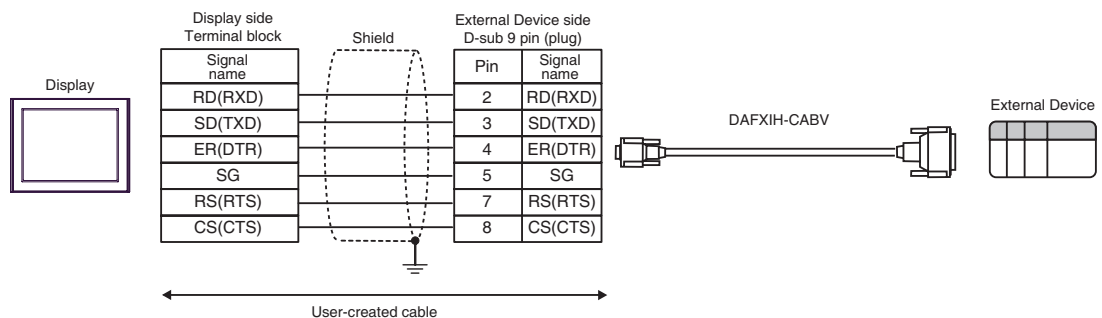 Display
Display side
Terminal block
Shield
External Device side
D-sub 9 pin (plug)
Signal
name
Pin
Signal
name
RD(RXD)
2
RD(RXD)
SD(TXD)
3
SD(TXD)
ER(DTR)
4
ER(DTR)
SG
5
SG
RS(RTS)
7
RS(RTS)
CS(CTS)
8
CS(CTS)
User-created cable
DAFXIH-CABV
External Device